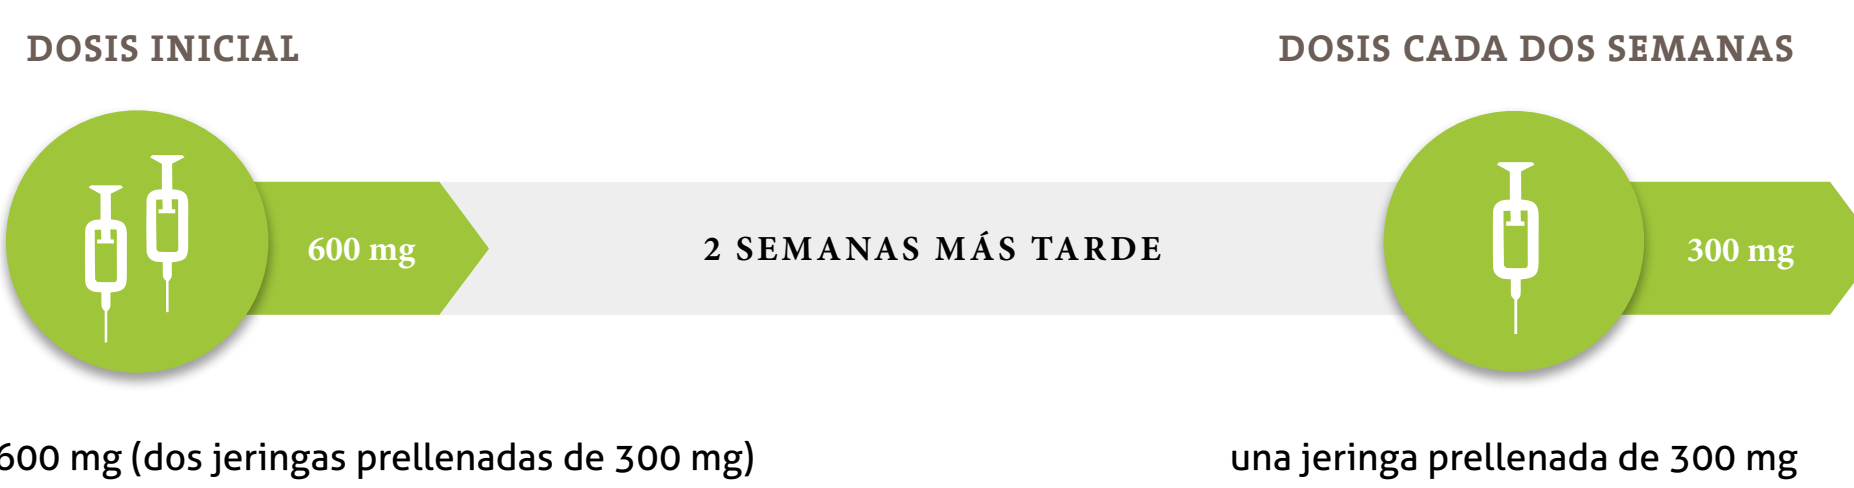 DOSIS INICIAL
DOSIS CADA DOS SEMANAS
600 mg
2 SEMANAS MÁS TARDE
300 mg
600 mg (dos jeringas prellenadas de 300 mg)
una jeringa prellenada de 300 mg